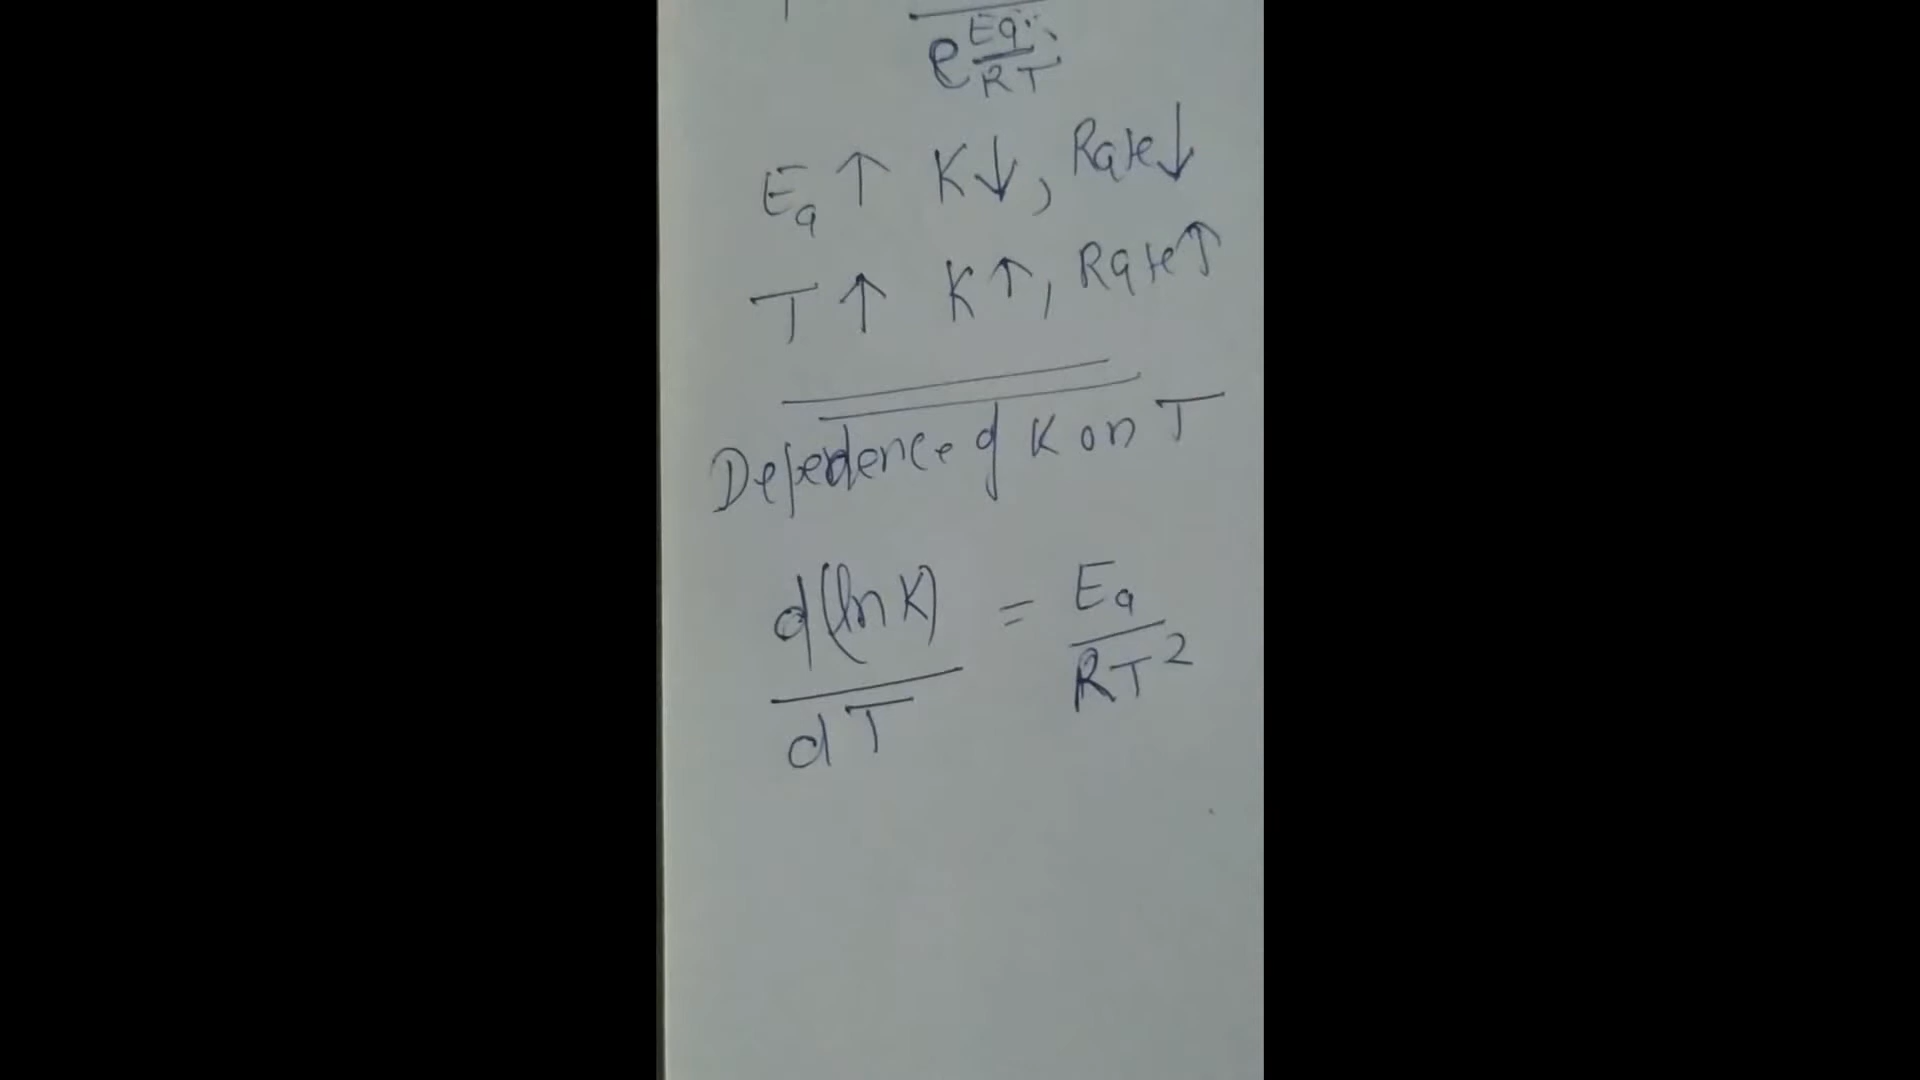 e^(Ea/RT)
Ea ↑ K↓, Rate↓
T ↑ K↑, Rate↑
Depedence of K on T
d(ln K)/dT = Ea/RT²